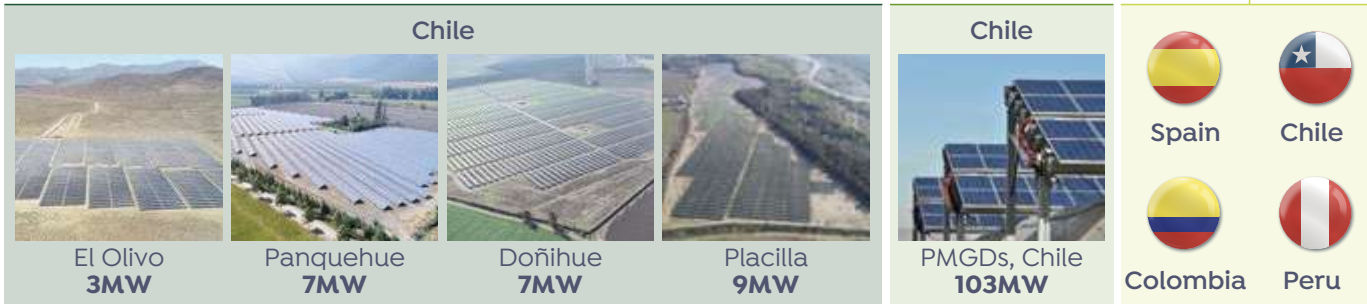 Chile
El Olivo
3MW
Panquehue
7MW
Doñihue
7MW
Placilla
9MW
Chile
PMGDs, Chile
103MW
Spain
Chile
Colombia
Peru